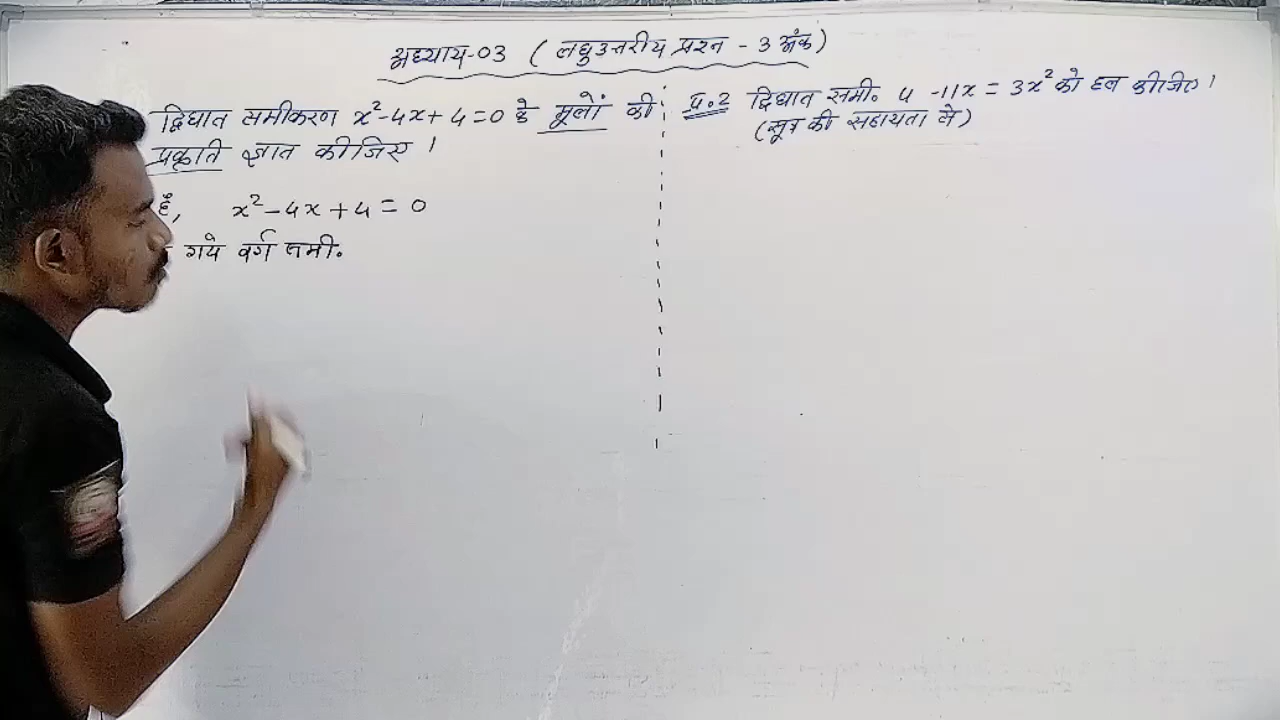 अध्याय-03 (लघुउत्तरीय प्रश्न - 3 अंक)
द्विघात समीकरण x²-4x+4=0 के मूलों की
प्रकृति ज्ञात कीजिए।
है, x²-4x+4=0
गये वर्ग समी.
प्र.2 द्विघात समी. 4 -11x = 3x² को हल कीजिए।
(सूत्र की सहायता से)